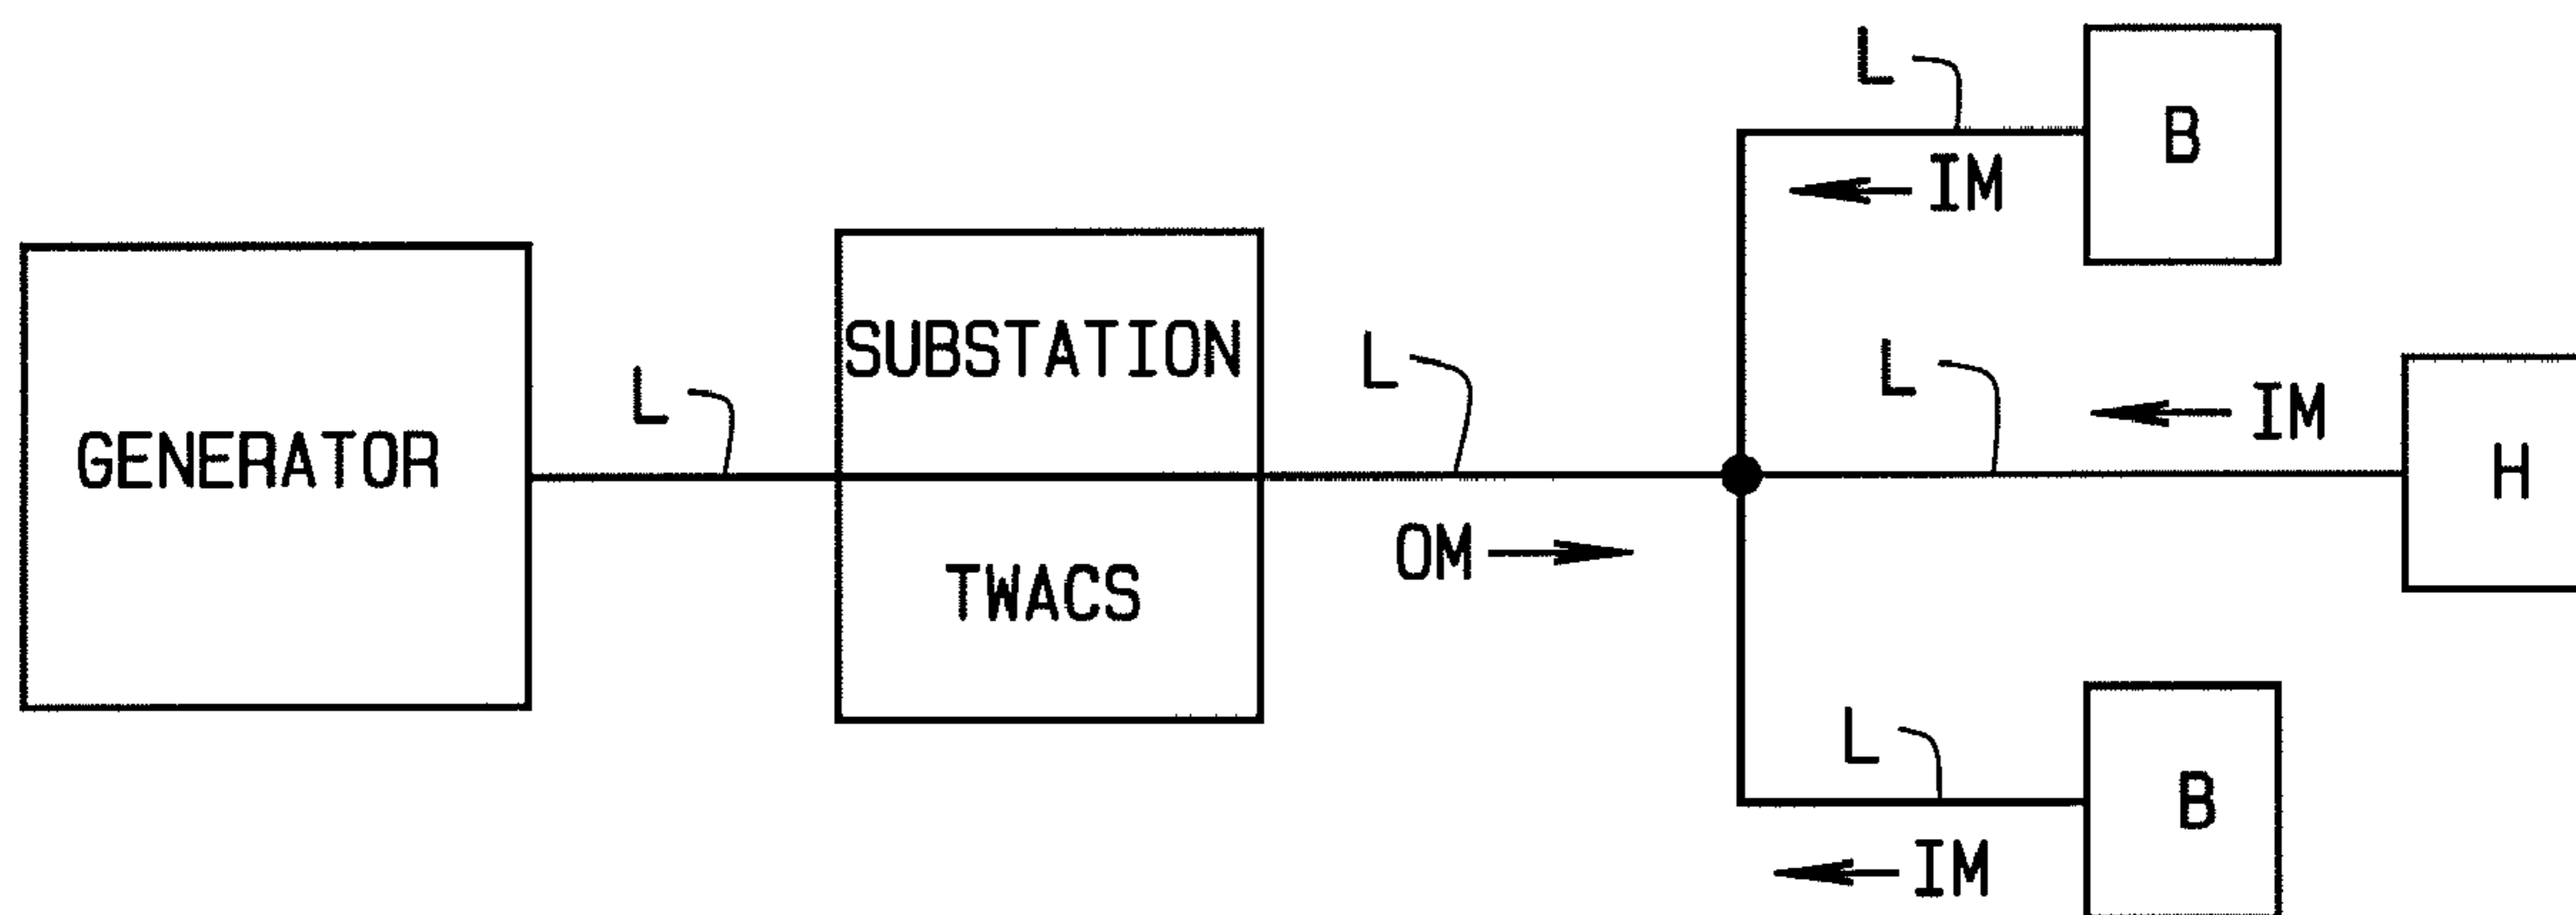 L
B
IM
GENERATOR
L
SUBSTATION
L
L
IM
H
OM
TWACS
L
B
IM